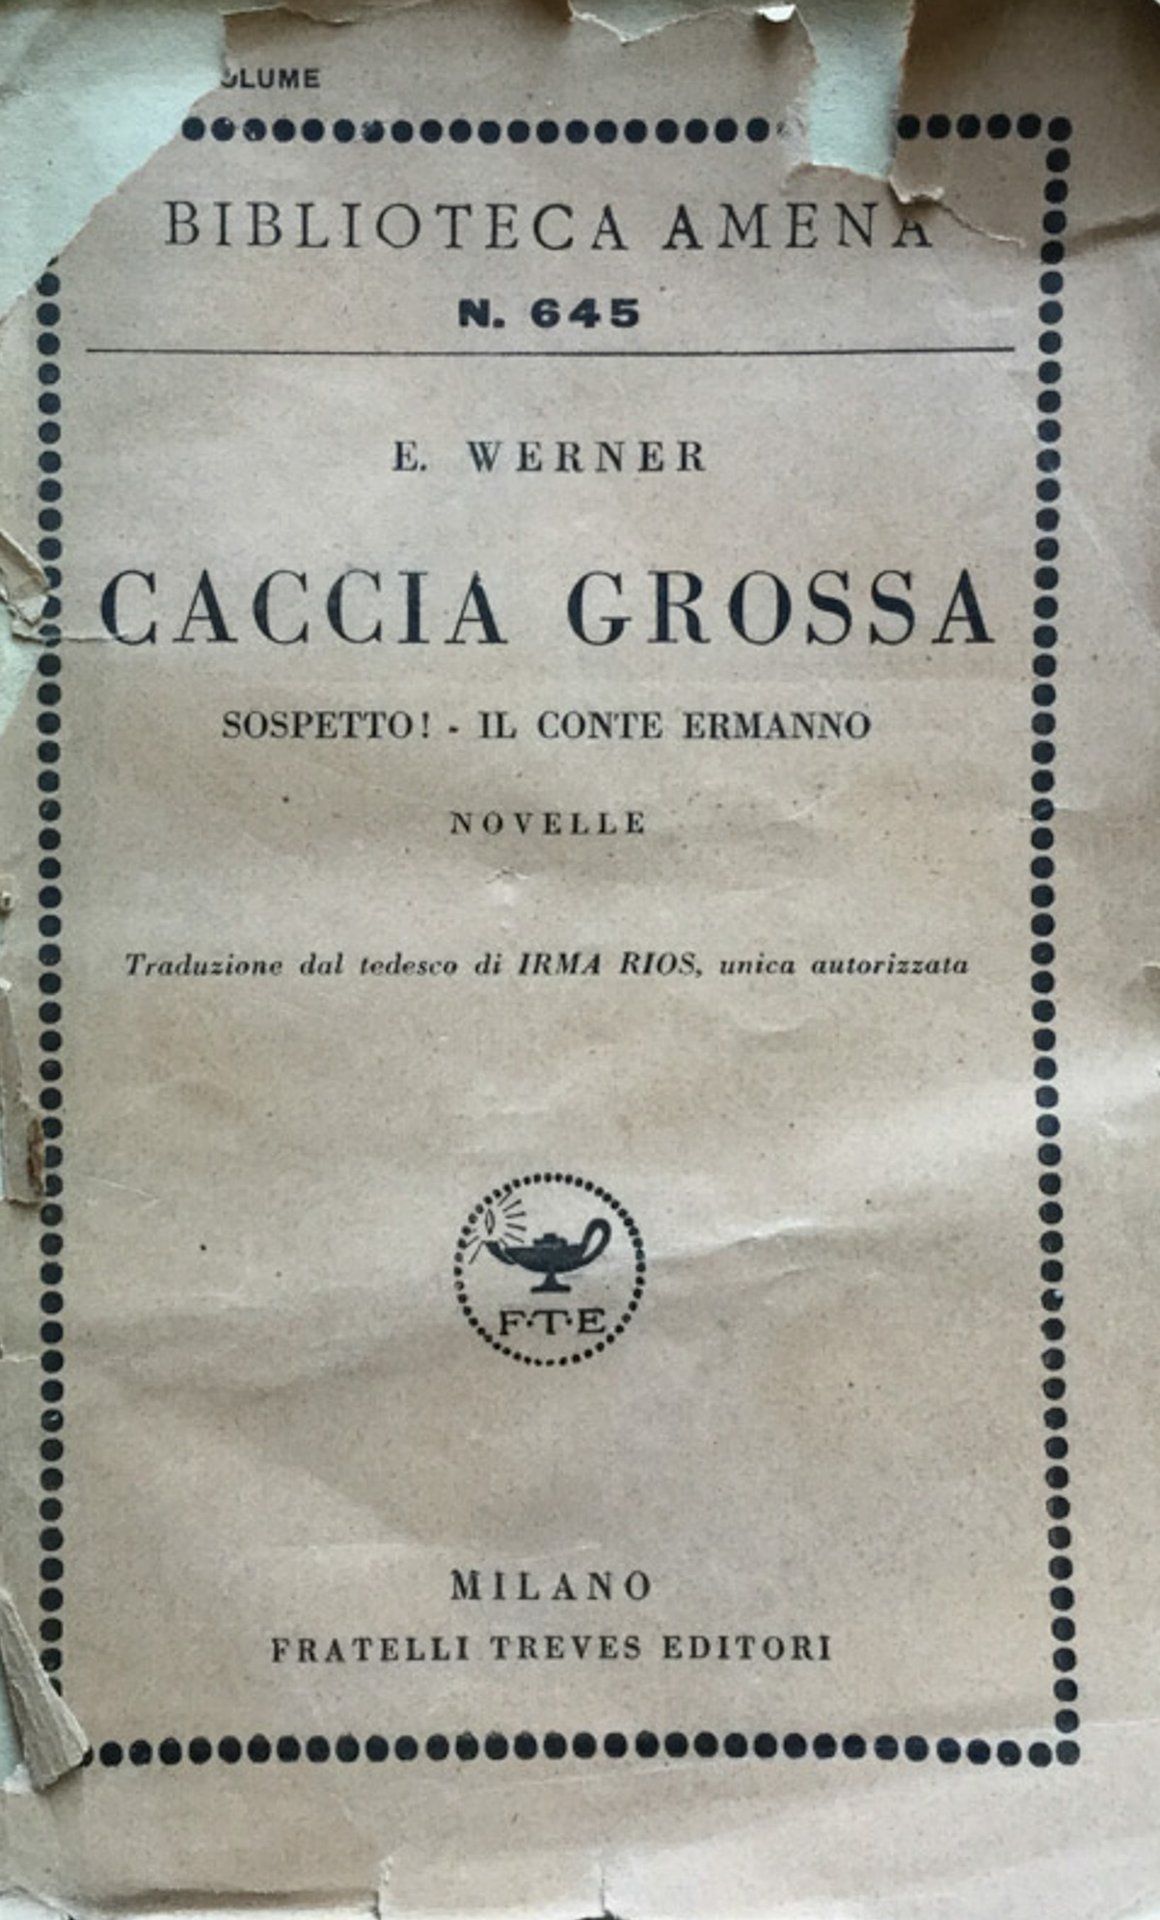 BIBLIOTECA AMENA
N. 645
E. WERNER
CACCIA GROSSA
SOSPETTO! - IL CONTE ERMANNO
NOVELLE
Traduzione dal tedesco di IRMA RIOS, unica autorizzata
F·T·E
MILANO
FRATELLI TREVES EDITORI